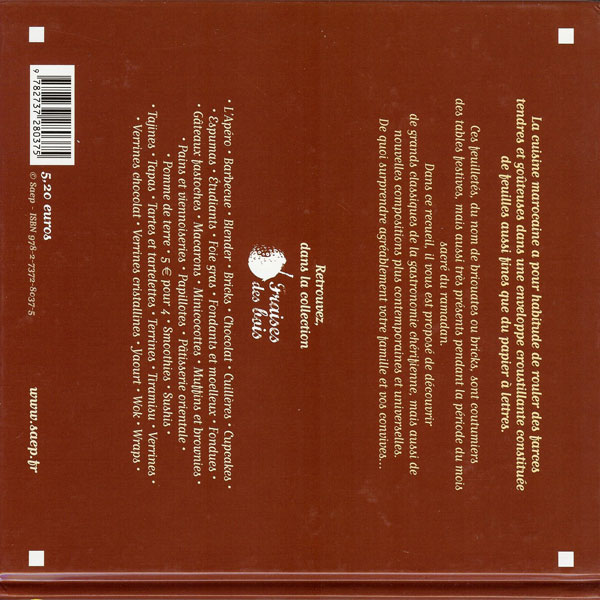 La cuisine marocaine a pour habitude de rouler des farces
tendres et goûteuses dans une enveloppe croustillante constituée
de feuilles aussi fines que du papier à lettres.
Ces feuilletés, du nom de briouates ou bricks, sont coutumiers
des tables festives, mais aussi très présents pendant la période du mois
sacré du ramadan.
Dans ce recueil, il vous est proposé de découvrir
de grands classiques de la gastronomie chérifienne, mais aussi de
nouvelles compositions plus contemporaines et universelles.
De quoi surprendre agréablement votre famille et vos convives...
Retrouvez,
dans la collection
Fraises
des bois
• L'Apéro • Barbecue • Blender • Bricks • Chocolat • Cuillères • Cupcakes •
• Espumas • Étudiants • Foie gras • Fondants et moelleux • Fondues •
• Gâteaux fastoches • Macarons • Minicocottes • Muffins et brownies •
• Pains et viennoiseries • Papillotes • Pâtisserie orientale •
• Pomme de terre • 5 € pour 4 • Smoothies • Sushis •
• Tajines • Tapas • Tartes et tartelettes • Terrines • Tiramisu • Verrines •
• Verrines chocolat • Verrines cristallines • Yaourt • Wok • Wraps •
9 782737 280375
5.20 euros
© Saep - ISBN 978-2-7372-8037-5
www.saep.fr